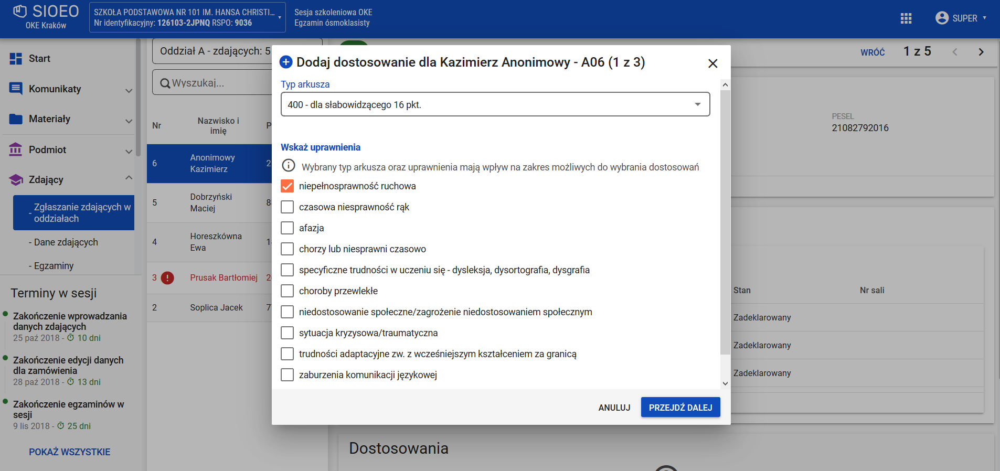 SIOEO
OKE Kraków
SZKOŁA PODSTAWOWA NR 101 IM. HANSA CHRISTI...
Nr identyfikacyjny: 126103-2JPNQ RSPO: 9036
Sesja szkoleniowa OKE
Egzamin ósmoklasisty
SUPER
Start
Komunikaty
Materiały
Podmiot
Zdający
- Zgłaszanie zdających w
oddziałach
- Dane zdających
- Egzaminy
Terminy w sesji
Zakończenie wprowadzania
danych zdających
25 paź 2018 - 10 dni
Zakończenie edycji danych
dla zamówienia
28 paź 2018 - 13 dni
Zakończenie egzaminów w
sesji
9 lis 2018 - 25 dni
POKAŻ WSZYSTKIE
Oddział A - zdających: 5
Wyszukaj...
Nr
Nazwisko i
imię
P
6
Anonimowy
Kazimierz
2
5
Dobrzyński
Maciej
8
4
Horeszkówna
Ewa
1
3
Prusak Bartłomiej
2
2
Soplica Jacek
7
Dodaj dostosowanie dla Kazimierz Anonimowy - A06 (1 z 3)
Typ arkusza
400 - dla słabowidzącego 16 pkt.
Wskaż uprawnienia
Wybrany typ arkusza oraz uprawnienia mają wpływ na zakres możliwych do wybrania dostosowań
niepełnosprawność ruchowa
czasowa niesprawność rąk
afazja
chorzy lub niesprawni czasowo
specyficzne trudności w uczeniu się - dysleksja, dysortografia, dysgrafia
choroby przewlekłe
niedostosowanie społeczne/zagrożenie niedostosowaniem społecznym
sytuacja kryzysowa/traumatyczna
trudności adaptacyjne zw. z wcześniejszym kształceniem za granicą
zaburzenia komunikacji językowej
ANULUJ
PRZEJDŹ DALEJ
WRÓĆ
1 z 5
PESEL
21082792016
Stan
Nr sali
Zadeklarowany
Zadeklarowany
Zadeklarowany
Dostosowania